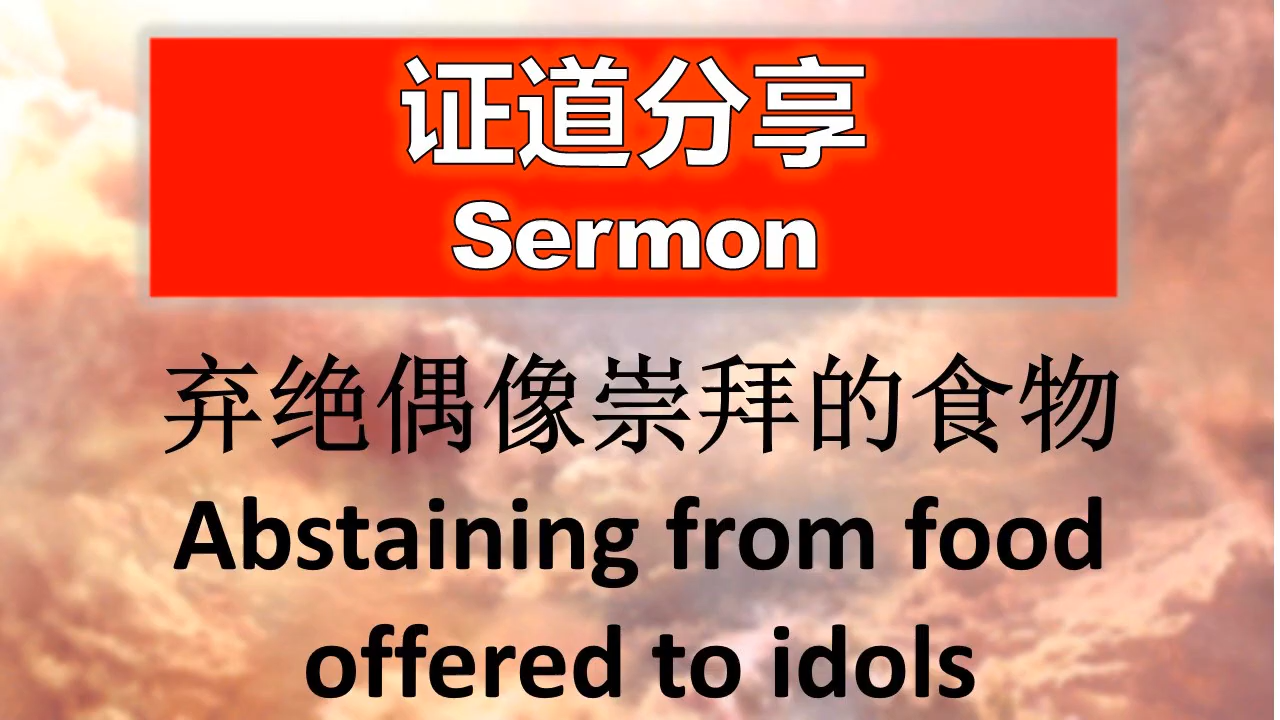 证道分享
Sermon
弃绝偶像崇拜的食物
Abstaining from food
offered to idols